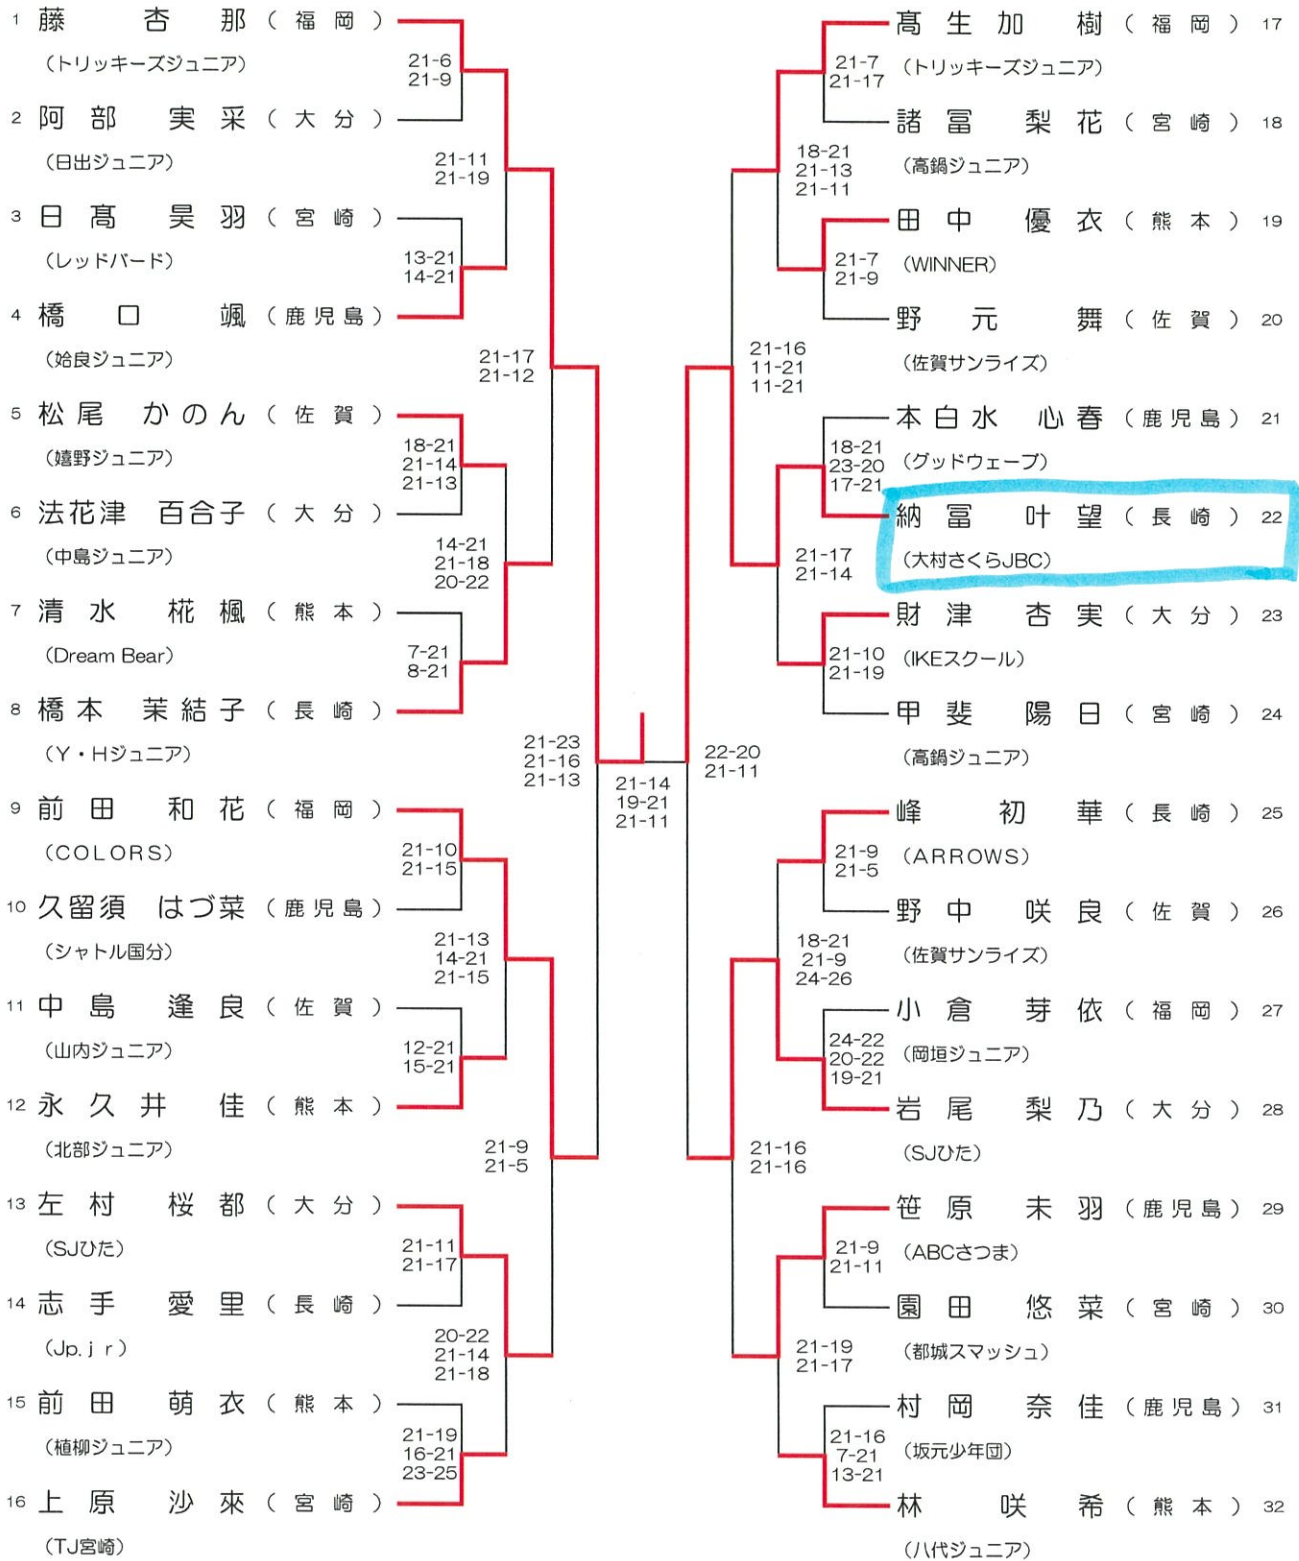 1 藤 杏 那 (福 岡)
(トリッキーズジュニア)
21-6
21-9
2 阿 部 実 采 (大 分)
(日出ジュニア)
21-11
21-19
3 日 髙 昊 羽 (宮 崎)
(レッドバード)
13-21
14-21
4 橋 口 颯 (鹿児島)
(姶良ジュニア)
21-17
21-12
5 松 尾 かのん (佐 賀)
(嬉野ジュニア)
18-21
21-14
21-13
6 法花津 百合子 (大 分)
(中島ジュニア)
14-21
21-18
20-22
7 清 水 椛 楓 (熊 本)
(Dream Bear)
7-21
8-21
8 橋 本 茉結子 (長 崎)
(Y・Hジュニア)
21-23
21-16
21-13
9 前 田 和 花 (福 岡)
(COLORS)
21-10
21-15
10 久留須 はづ菜 (鹿児島)
(シャトル国分)
21-13
14-21
21-15
11 中 島 逢 良 (佐 賀)
(山内ジュニア)
12-21
15-21
12 永 久 井 佳 (熊 本)
(北部ジュニア)
21-9
21-5
13 左 村 桜 都 (大 分)
(SJひた)
21-11
21-17
14 志 手 愛 里 (長 崎)
(Jp.jr)
20-22
21-14
21-18
15 前 田 萌 衣 (熊 本)
(植柳ジュニア)
21-19
16-21
23-25
16 上 原 沙 來 (宮 崎)
(TJ宮崎)
21-14
19-21
21-11
髙 生 加 樹 (福 岡) 17
21-7
21-17
(トリッキーズジュニア)
諸 冨 梨 花 (宮 崎) 18
18-21
21-13
21-11
(高鍋ジュニア)
田 中 優 衣 (熊 本) 19
21-7
21-9
(WINNER)
野 元 舞 (佐 賀) 20
21-16
11-21
11-21
(佐賀サンライズ)
本白水 心 春 (鹿児島) 21
18-21
23-20
17-21
(グッドウェーブ)
納 冨 叶 望 (長 崎) 22
21-17
21-14
(大村さくらJBC)
財 津 杏 実 (大 分) 23
21-10
21-19
(IKEスクール)
甲 斐 陽 日 (宮 崎) 24
22-20
21-11
(高鍋ジュニア)
峰 初 華 (長 崎) 25
21-9
21-5
(ARROWS)
野 中 咲 良 (佐 賀) 26
18-21
21-9
24-26
(佐賀サンライズ)
小 倉 芽 依 (福 岡) 27
24-22
20-22
19-21
(岡垣ジュニア)
岩 尾 梨 乃 (大 分) 28
21-16
21-16
(SJひた)
笹 原 未 羽 (鹿児島) 29
21-9
21-11
(ABCさつま)
園 田 悠 菜 (宮 崎) 30
21-19
21-17
(都城スマッシュ)
村 岡 奈 佳 (鹿児島) 31
21-16
7-21
13-21
(坂元少年団)
林 咲 希 (熊 本) 32
(八代ジュニア)